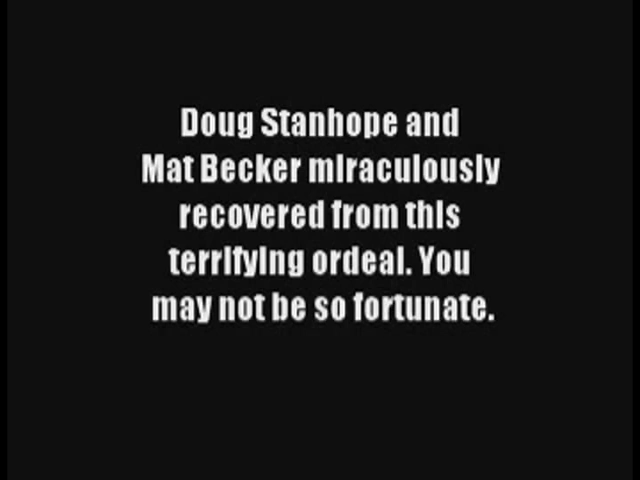 Doug Stanhope and
Mat Becker miraculously
recovered from this
terrifying ordeal. You
may not be so fortunate.